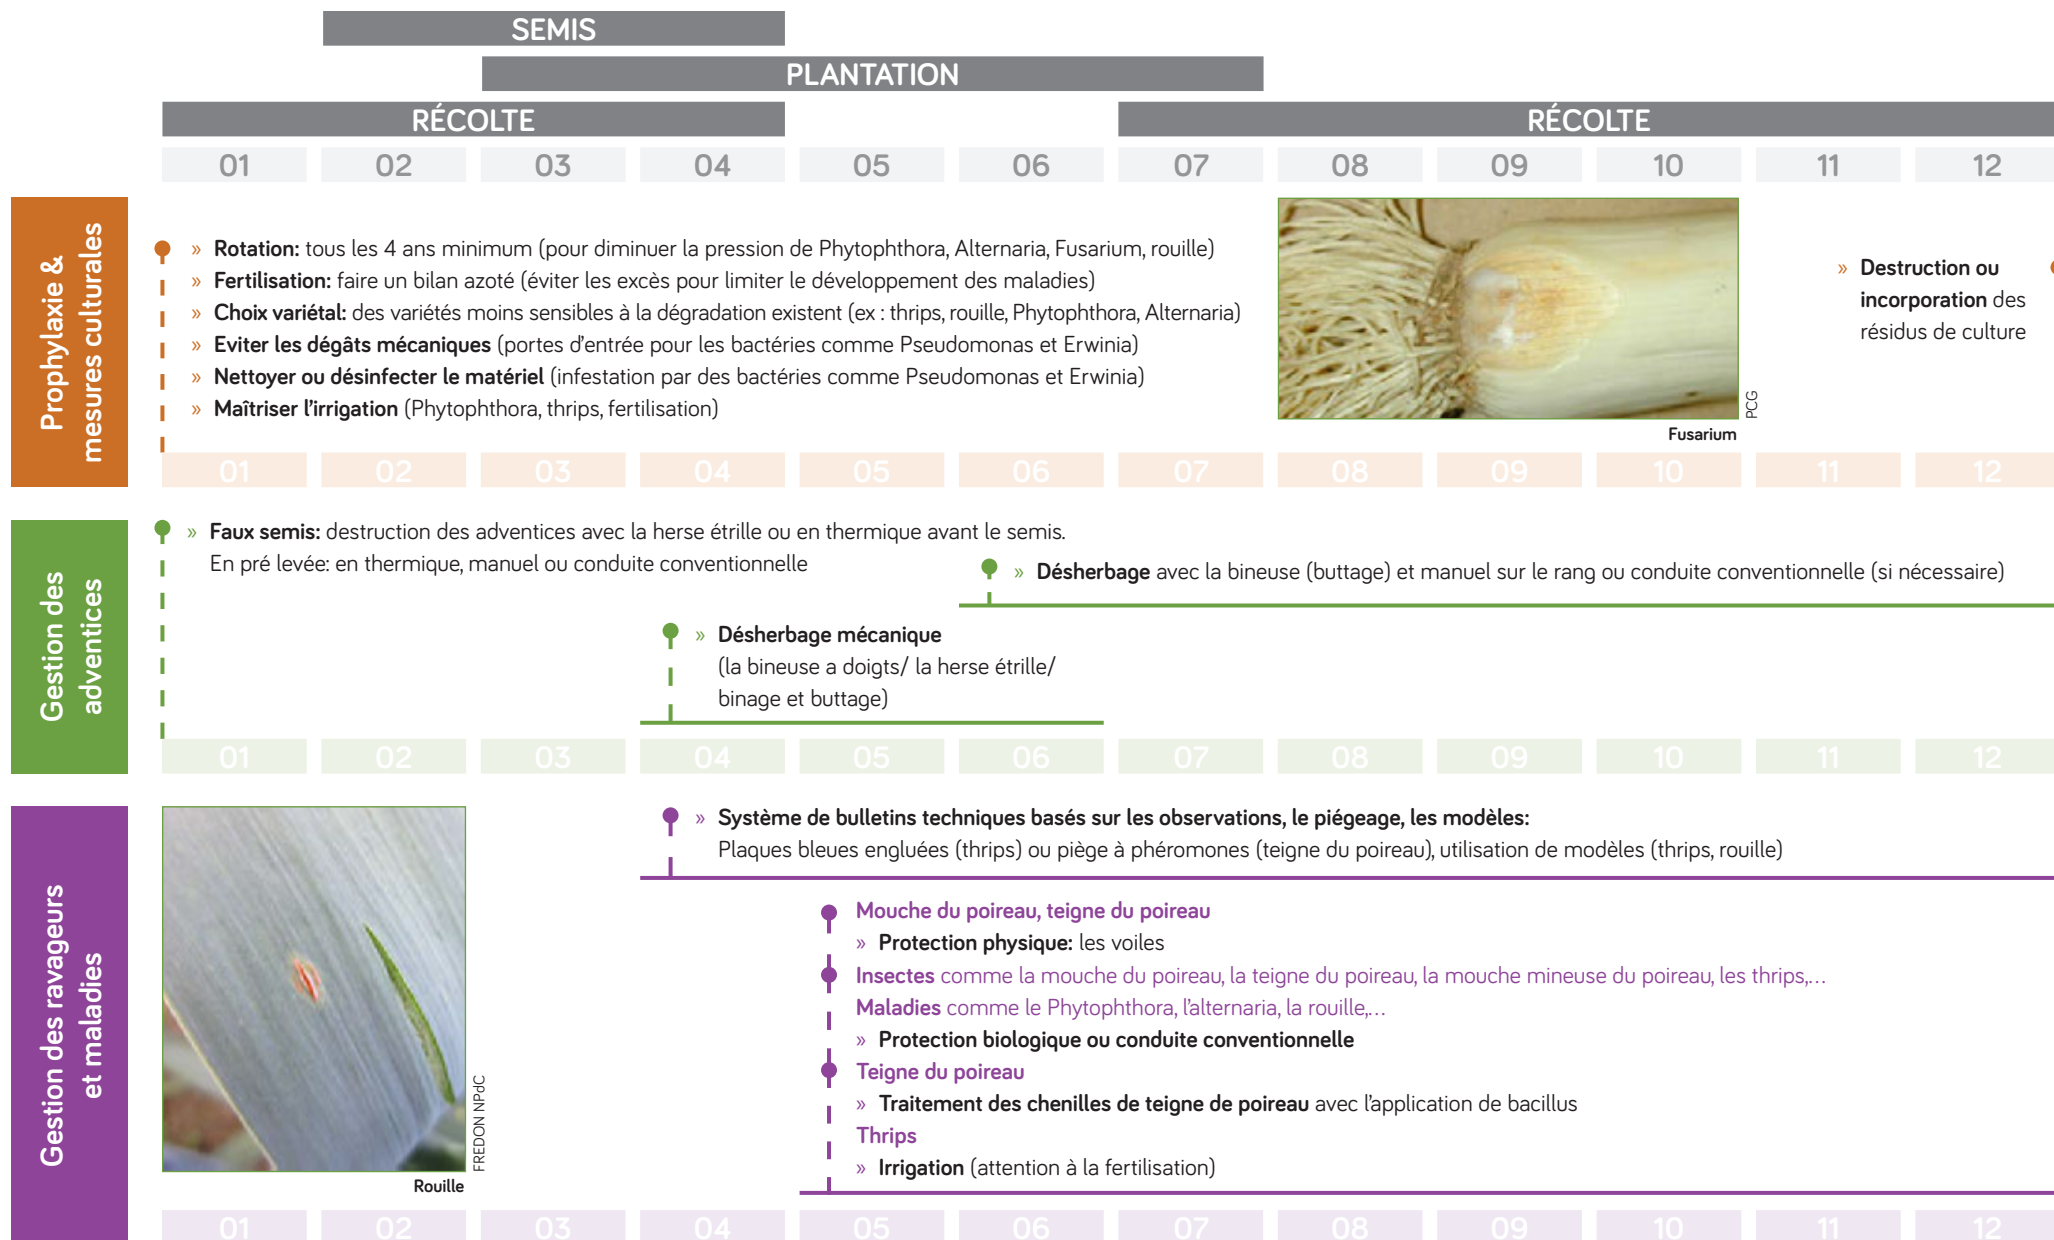 SEMIS
PLANTATION
RÉCOLTE
RÉCOLTE
01 02 03 04 05 06 07 08 09 10 11 12
Prophylaxie &
mesures culturales
» Rotation: tous les 4 ans minimum (pour diminuer la pression de Phytophthora, Alternaria, Fusarium, rouille)
» Fertilisation: faire un bilan azoté (éviter les excès pour limiter le développement des maladies)
» Choix variétal: des variétés moins sensibles à la dégradation existent (ex : thrips, rouille, Phytophthora, Alternaria)
» Eviter les dégâts mécaniques (portes d'entrée pour les bactéries comme Pseudomonas et Erwinia)
» Nettoyer ou désinfecter le matériel (infestation par des bactéries comme Pseudomonas et Erwinia)
» Maîtriser l'irrigation (Phytophthora, thrips, fertilisation)
PCG
Fusarium
» Destruction ou
incorporation des
résidus de culture
01 02 03 04 05 06 07 08 09 10 11 12
Gestion des
adventices
» Faux semis: destruction des adventices avec la herse étrille ou en thermique avant le semis.
En pré levée: en thermique, manuel ou conduite conventionnelle
» Désherbage avec la bineuse (buttage) et manuel sur le rang ou conduite conventionnelle (si nécessaire)
» Désherbage mécanique
(la bineuse a doigts/ la herse étrille/
binage et buttage)
01 02 03 04 05 06 07 08 09 10 11 12
Gestion des ravageurs
et maladies
FREDON NPdC
Rouille
» Système de bulletins techniques basés sur les observations, le piégeage, les modèles:
Plaques bleues engluées (thrips) ou piège à phéromones (teigne du poireau), utilisation de modèles (thrips, rouille)
Mouche du poireau, teigne du poireau
» Protection physique: les voiles
Insectes comme la mouche du poireau, la teigne du poireau, la mouche mineuse du poireau, les thrips,...
Maladies comme le Phytophthora, l'alternaria, la rouille,...
» Protection biologique ou conduite conventionnelle
Teigne du poireau
» Traitement des chenilles de teigne de poireau avec l'application de bacillus
Thrips
» Irrigation (attention à la fertilisation)
01 02 03 04 05 06 07 08 09 10 11 12